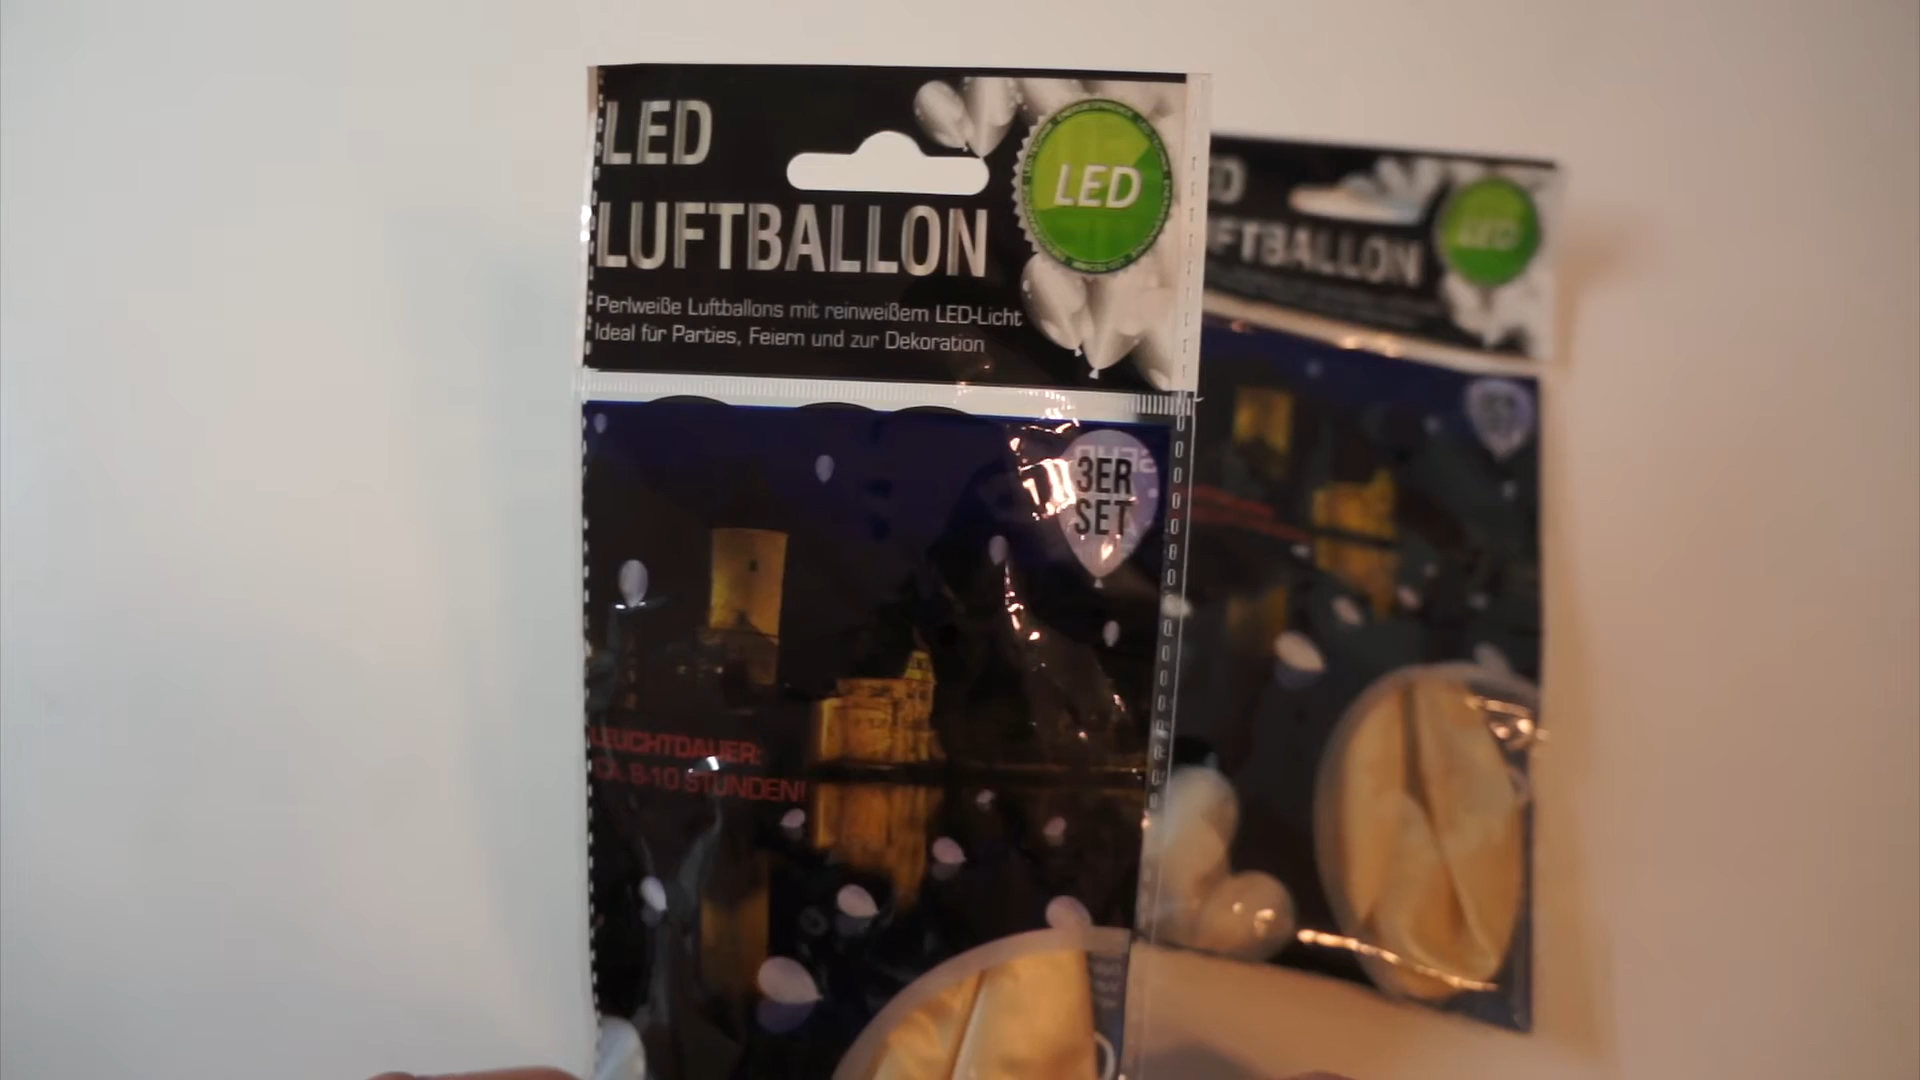 LED
LUFTBALLON
Perlweiße Luftballons mit reinweißem LED-Licht
Ideal für Parties, Feiern und zur Dekoration
LED
3ER
SET
LEUCHTDAUER:
CA. 8-10 STUNDEN!
LUFTBALLON
LED